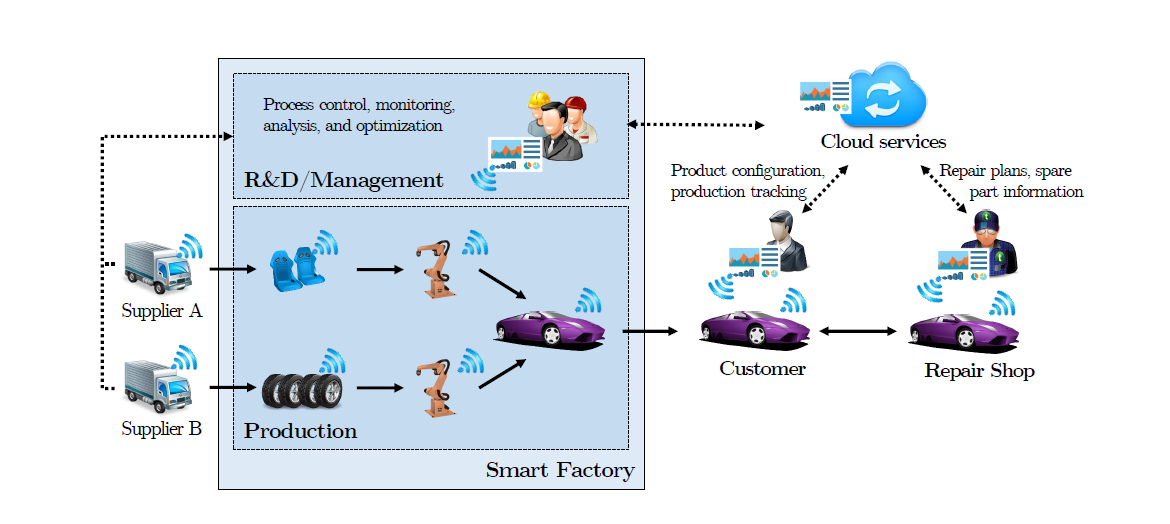 Process control, monitoring,
analysis, and optimization
R&D/Management
Cloud services
Product configuration,
production tracking
Repair plans, spare
part information
Supplier A
Supplier B
Customer
Repair Shop
Production
Smart Factory